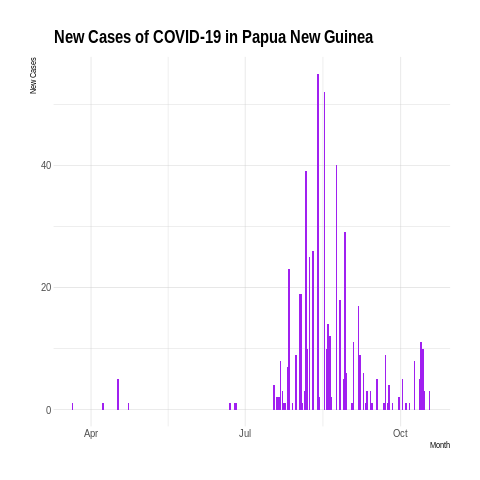 New Cases of COVID-19 in Papua New Guinea
New Cases
40
20
0
Apr
Jul
Oct
Month